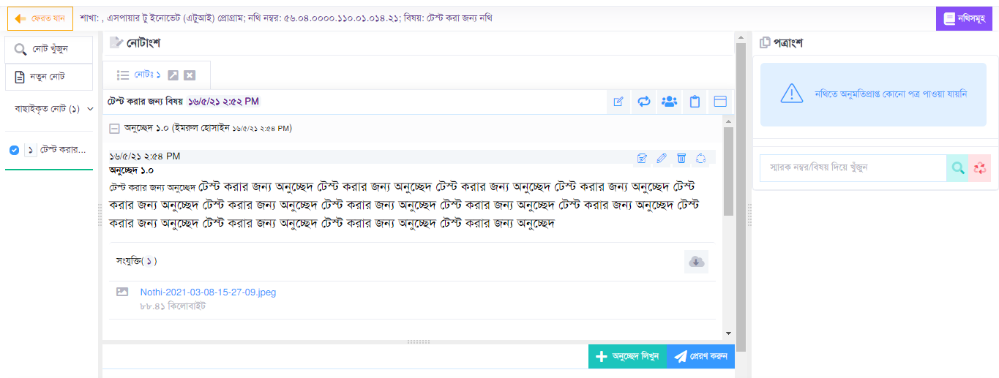 ফেরত যান শাখা: , এসপায়ার টু ইনোভেট (এটুআই) প্রোগ্রাম; নথি নম্বর: ৫৬.০৪.০০০০.১১০.০১.০১৪.২১; বিষয়: টেস্ট করা জন্য নথি নথিসমূহ
নোট খুঁজুন
নতুন নোট
বাছাইকৃত নোট (১)
১ টেস্ট করার...
নোটাংশ
নোটঃ ১
টেস্ট করার জন্য বিষয় ১৬/৫/২১ ২:৫২ PM
অনুচ্ছেদ ১.০ (ইমরুল হোসাইন ১৬/৫/২১ ২:৫৪ PM)
১৬/৫/২১ ২:৫৪ PM
অনুচ্ছেদ ১.০
টেস্ট করার জন্য অনুচ্ছেদ টেস্ট করার জন্য অনুচ্ছেদ টেস্ট করার জন্য অনুচ্ছেদ টেস্ট করার জন্য অনুচ্ছেদ টেস্ট করার জন্য অনুচ্ছেদ টেস্ট
করার জন্য অনুচ্ছেদ টেস্ট করার জন্য অনুচ্ছেদ টেস্ট করার জন্য অনুচ্ছেদ টেস্ট করার জন্য অনুচ্ছেদ টেস্ট করার জন্য অনুচ্ছেদ টেস্ট
করার জন্য অনুচ্ছেদ টেস্ট করার জন্য অনুচ্ছেদ টেস্ট করার জন্য অনুচ্ছেদ টেস্ট করার জন্য অনুচ্ছেদ
সংযুক্তি( ১ )
Nothi-2021-03-08-15-27-09.jpeg
৮৮.৪১ কিলোবাইট
অনুচ্ছেদ লিখুন প্রেরণ করুন
পত্রাংশ
নথিতে অনুমতিপ্রাপ্ত কোনো পত্র পাওয়া যায়নি
স্মারক নম্বর/বিষয় দিয়ে খুঁজুন